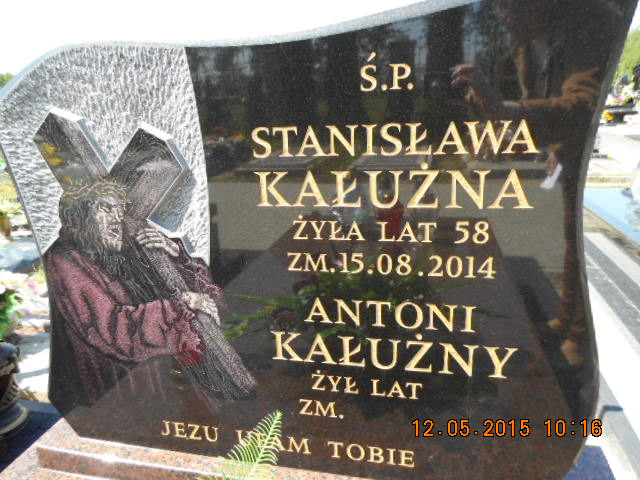 Ś.P.
STANISŁAWA
KAŁUŻNA
ŻYŁA LAT 58
ZM. 15.08.2014
ANTONI
KAŁUŻNY
ŻYŁ LAT
ZM.
JEZU UFAM TOBIE
12.05.2015 10:16